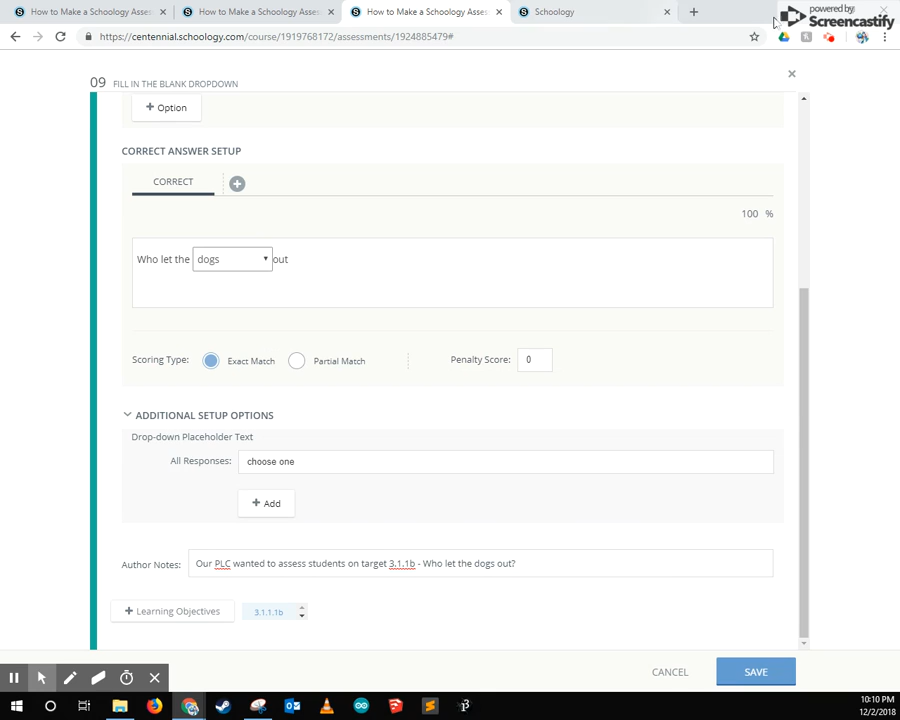 How to Make a Schoology Asses × How to Make a Schoology Asses × How to Make a Schoology Asses × Schoology × +
powered by:
Screencastify
https://centennial.schoology.com/course/1919768172/assessments/1924885479#
09 FILL IN THE BLANK DROPDOWN ×
+ Option
CORRECT ANSWER SETUP
CORRECT +
100 %
Who let the dogs out
Scoring Type: Exact Match Partial Match Penalty Score: 0
ADDITIONAL SETUP OPTIONS
Drop-down Placeholder Text
All Responses: choose one
+ Add
Author Notes: Our PLC wanted to assess students on target 3.1.1b - Who let the dogs out?
+ Learning Objectives 3.1.1.1b
CANCEL SAVE
10:10 PM
12/2/2018